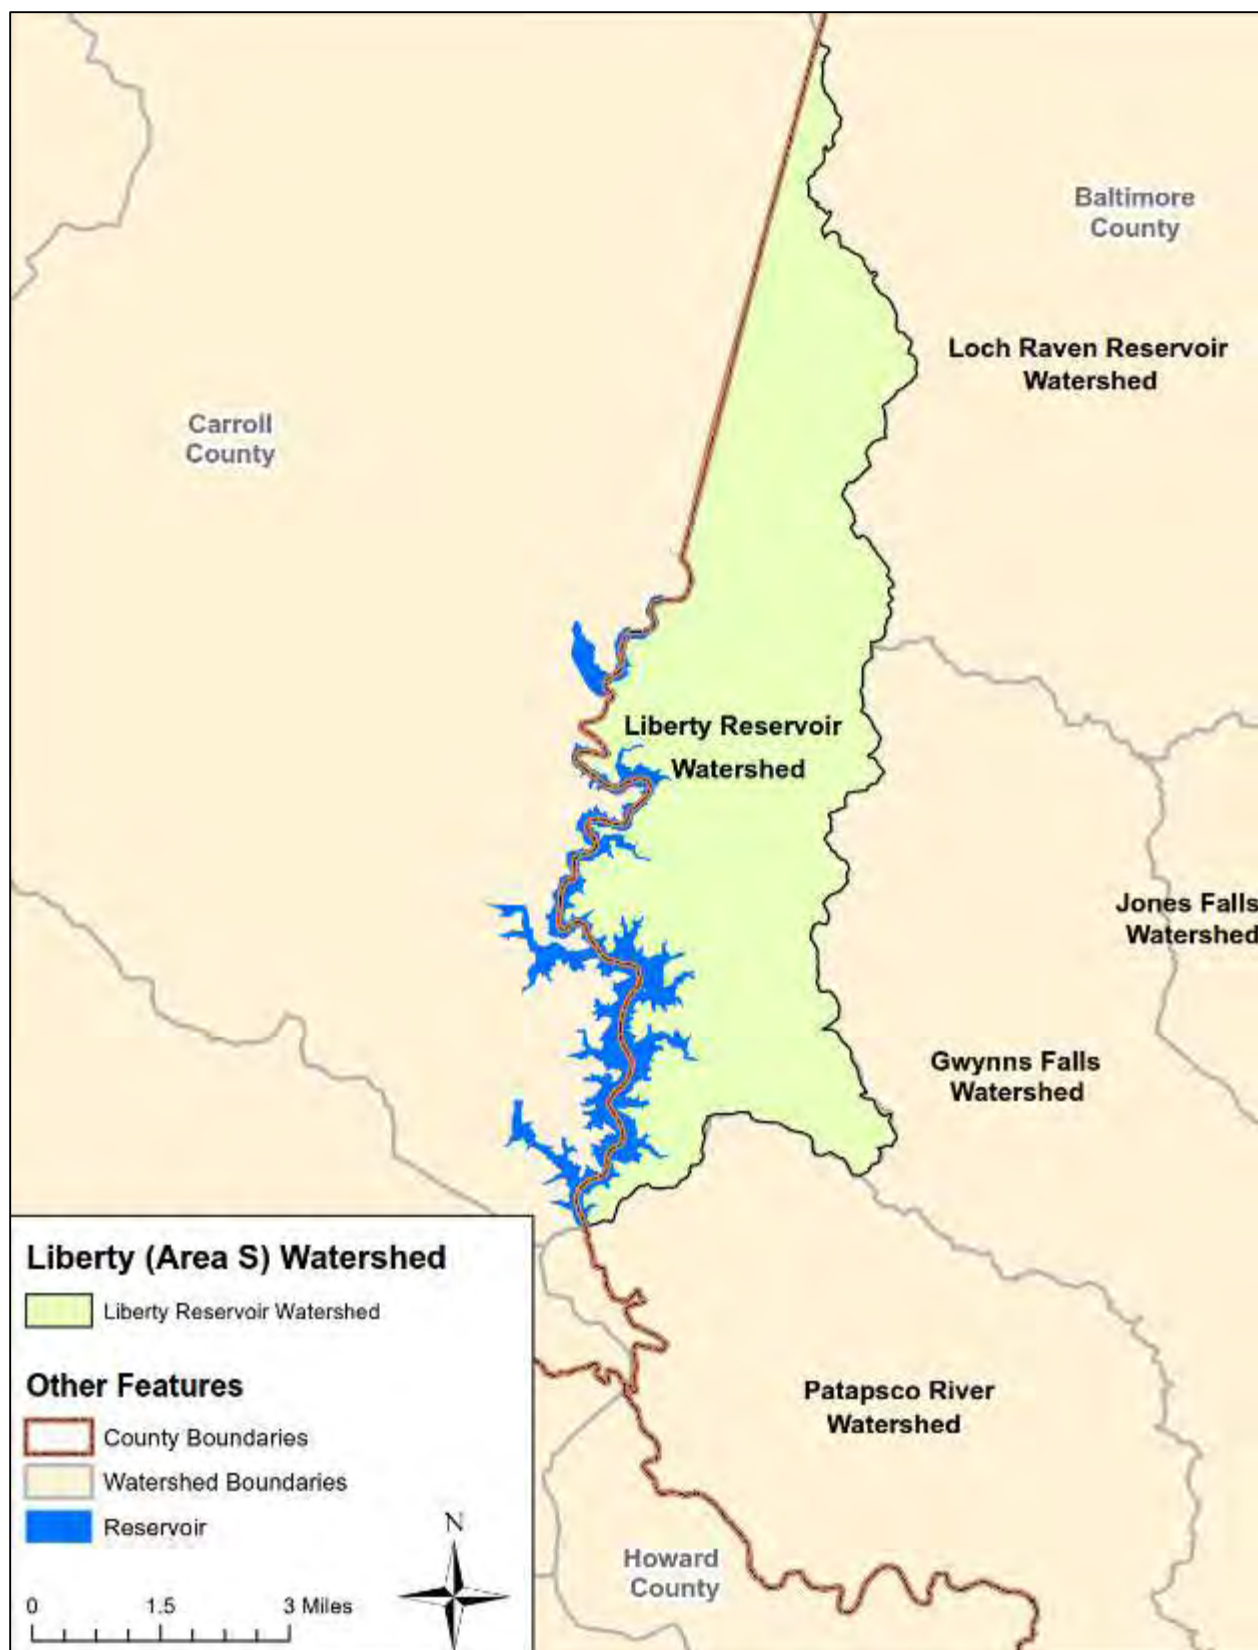 Baltimore
County
Loch Raven Reservoir
Watershed
Carroll
County
Liberty Reservoir
Watershed
Jones Falls
Watershed
Gwynns Falls
Watershed
Liberty (Area S) Watershed
Liberty Reservoir Watershed
Other Features
County Boundaries
Watershed Boundaries
Reservoir
N
0 1.5 3 Miles
Patapsco River
Watershed
Howard
County